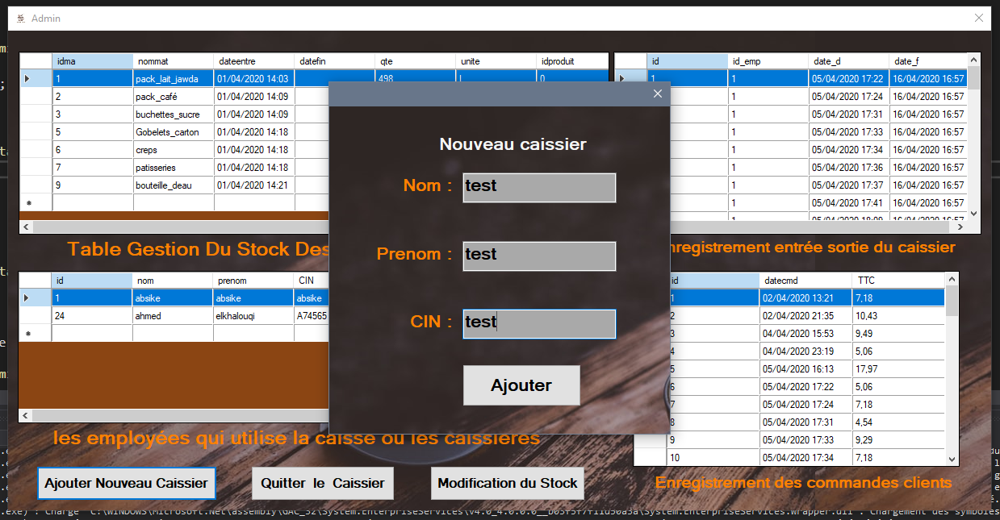 Admin
idma nommat dateentre datefin qte unite idproduit
1 pack_lait_jawda 01/04/2020 14:03 498 L 0
2 pack_café 01/04/2020 14:09
3 buchettes_sucre 01/04/2020 14:09
5 Gobelets_carton 01/04/2020 14:18
6 creps 01/04/2020 14:18
7 patisseries 01/04/2020 14:18
9 bouteille_deau 01/04/2020 14:21
Table Gestion Du Stock Des
id id_emp date_d date_f
1 1 05/04/2020 17:22 16/04/2020 16:57
1 05/04/2020 17:24 16/04/2020 16:57
1 05/04/2020 17:31 16/04/2020 16:57
1 05/04/2020 17:33 16/04/2020 16:57
1 05/04/2020 17:34 16/04/2020 16:57
1 05/04/2020 17:36 16/04/2020 16:57
1 05/04/2020 17:37 16/04/2020 16:57
1 05/04/2020 17:41 16/04/2020 16:57
1 05/04/2020 18:09 16/04/2020 16:57
nregistrement entrée sortie du caissier
Nouveau caissier
Nom : test
Prenom : test
CIN : test
Ajouter
id nom prenom CIN
1 absike absike absike
24 ahmed elkhalouqi A74565
les employées qui utilise la caisse ou les caissieres
id datecmd TTC
1 02/04/2020 13:21 7,18
2 02/04/2020 21:35 10,43
3 04/04/2020 15:53 9,49
4 04/04/2020 23:19 5,06
5 05/04/2020 16:13 17,97
6 05/04/2020 17:22 5,06
7 05/04/2020 17:24 7,18
8 05/04/2020 17:31 4,54
9 05/04/2020 17:33 9,29
10 05/04/2020 17:34 7,18
Enregistrement des commandes clients
Ajouter Nouveau Caissier
Quitter le Caissier
Modification du Stock
.exe) : Chargé 'C:\WINDOWS\Microsoft.Net\assembly\GAC_32\System.EnterpriseServices\v4.0_4.0.0.0__b03f5f7f11d50a3a\System.EnterpriseServices.Wrapper.dll'. Chargement des symboles